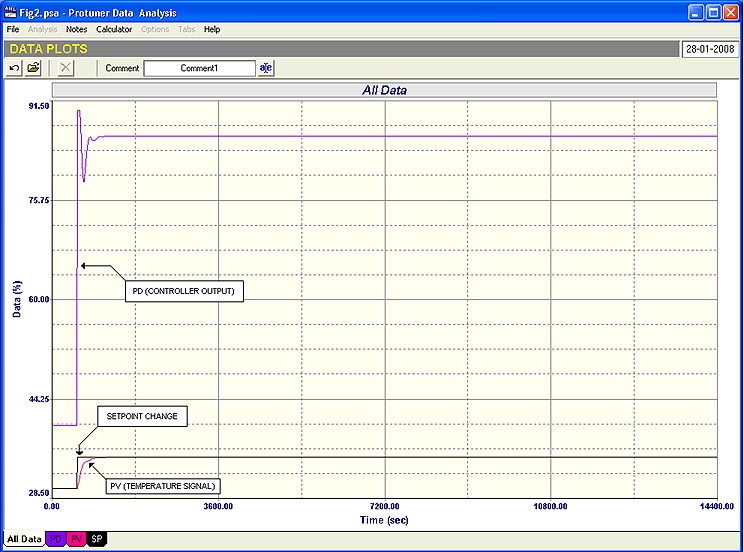 Fig2.psa - Protuner Data Analysis
File Analysis Notes Calculator Options Tabs Help
DATA PLOTS 28-01-2008
Comment Comment1 a|e
All Data
91.50
75.75
60.00
44.25
28.50
Data (%)
PD (CONTROLLER OUTPUT)
SETPOINT CHANGE
PV (TEMPERATURE SIGNAL)
0.00 3600.00 7200.00 10800.00 14400.00
Time (sec)
All Data PD PV SP